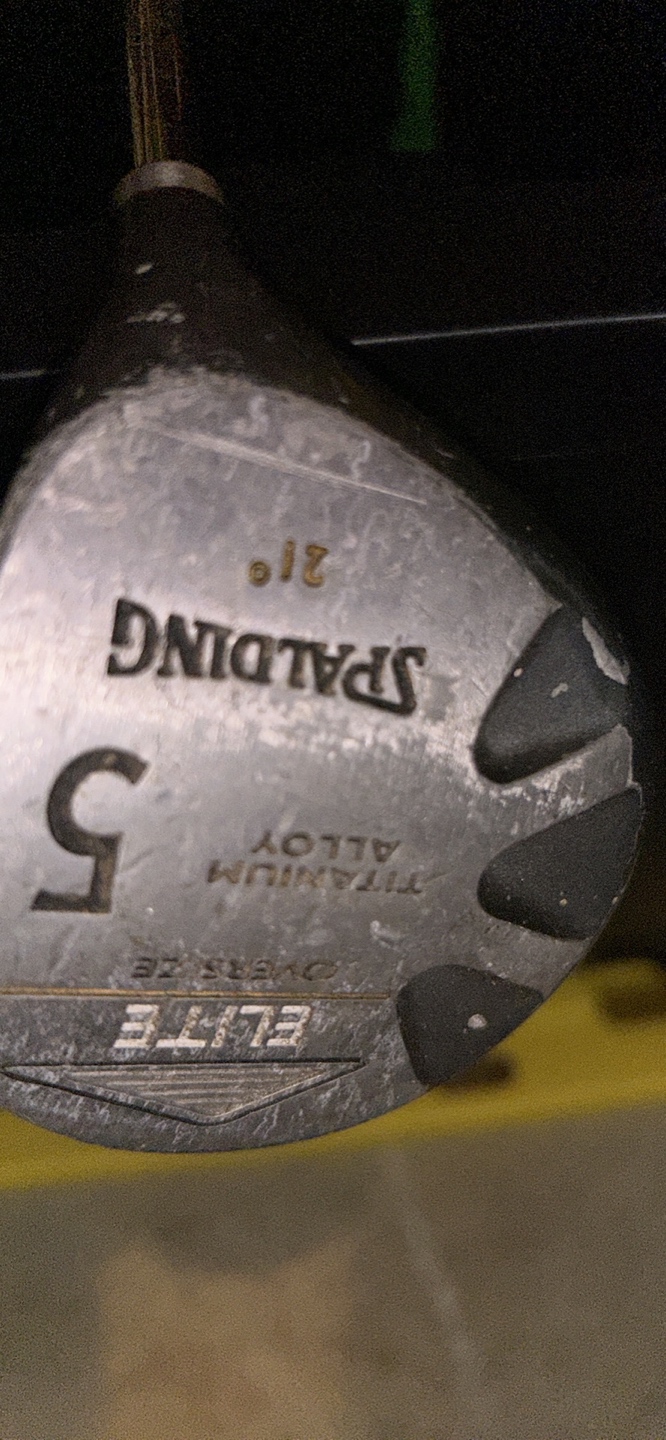 ELITE
OVERSIZE
TITANIUM
ALLOY
5
SPALDING
21°